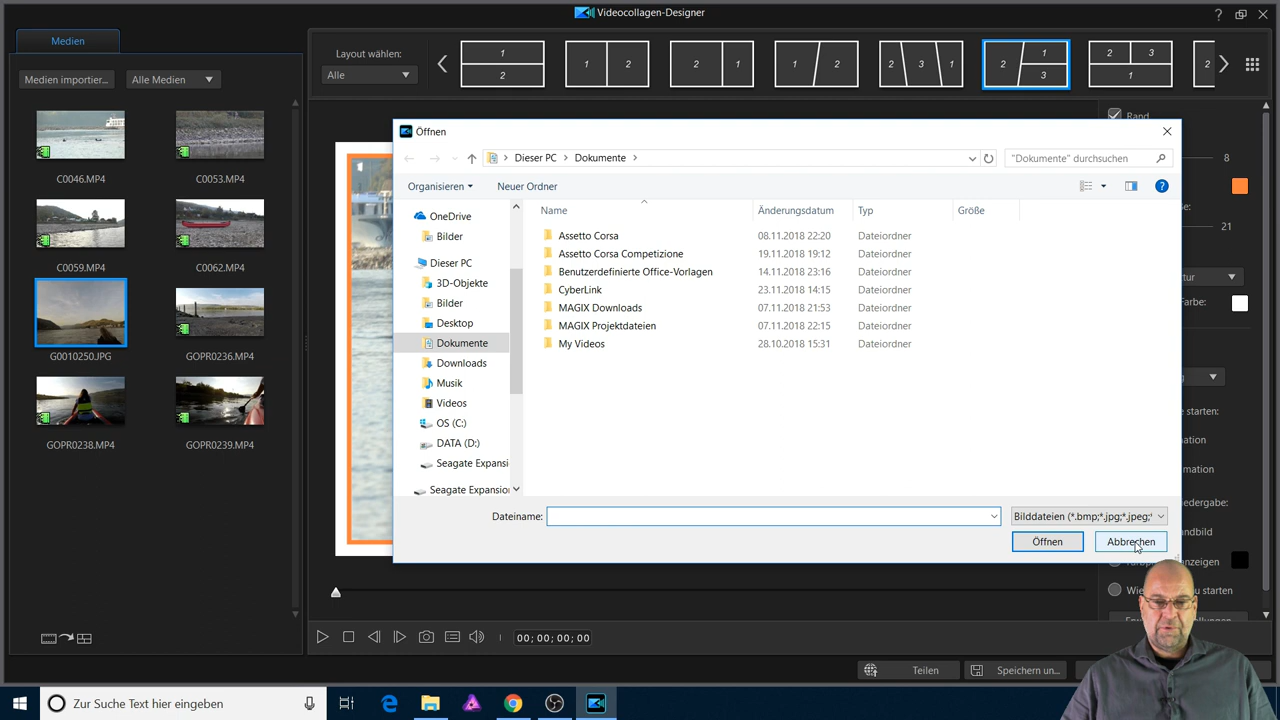 Videocollagen-Designer
?
Medien
Medien importier...
Alle Medien
C0046.MP4
C0053.MP4
C0059.MP4
C0062.MP4
G0010250.JPG
GOPR0236.MP4
GOPR0238.MP4
GOPR0239.MP4
Layout wählen:
Alle
1
2
1 2
2 1
1 2
2 3 1
2 1 3
2 3 1
2
Rand
8
21
Farbe:
Öffnen
Dieser PC > Dokumente >
"Dokumente" durchsuchen
Organisieren
Neuer Ordner
?
OneDrive
Bilder
Dieser PC
3D-Objekte
Bilder
Desktop
Dokumente
Downloads
Musik
Videos
OS (C:)
DATA (D:)
Seagate Expansi
Seagate Expansion
Name Änderungsdatum Typ Größe
Assetto Corsa 08.11.2018 22:20 Dateiordner
Assetto Corsa Competizione 19.11.2018 19:12 Dateiordner
Benutzerdefinierte Office-Vorlagen 14.11.2018 23:16 Dateiordner
CyberLink 23.11.2018 14:15 Dateiordner
MAGIX Downloads 07.11.2018 21:53 Dateiordner
MAGIX Projektdateien 07.11.2018 22:15 Dateiordner
My Videos 28.10.2018 15:31 Dateiordner
Dateiname:
Bilddateien (*.bmp;*.jpg;*.jpeg;*
Öffnen
Abbrechen
starten:
edergabe:
ndbild
anzeigen
u starten
00; 00; 00; 00
Teilen
Speichern un...
Zur Suche Text hier eingeben